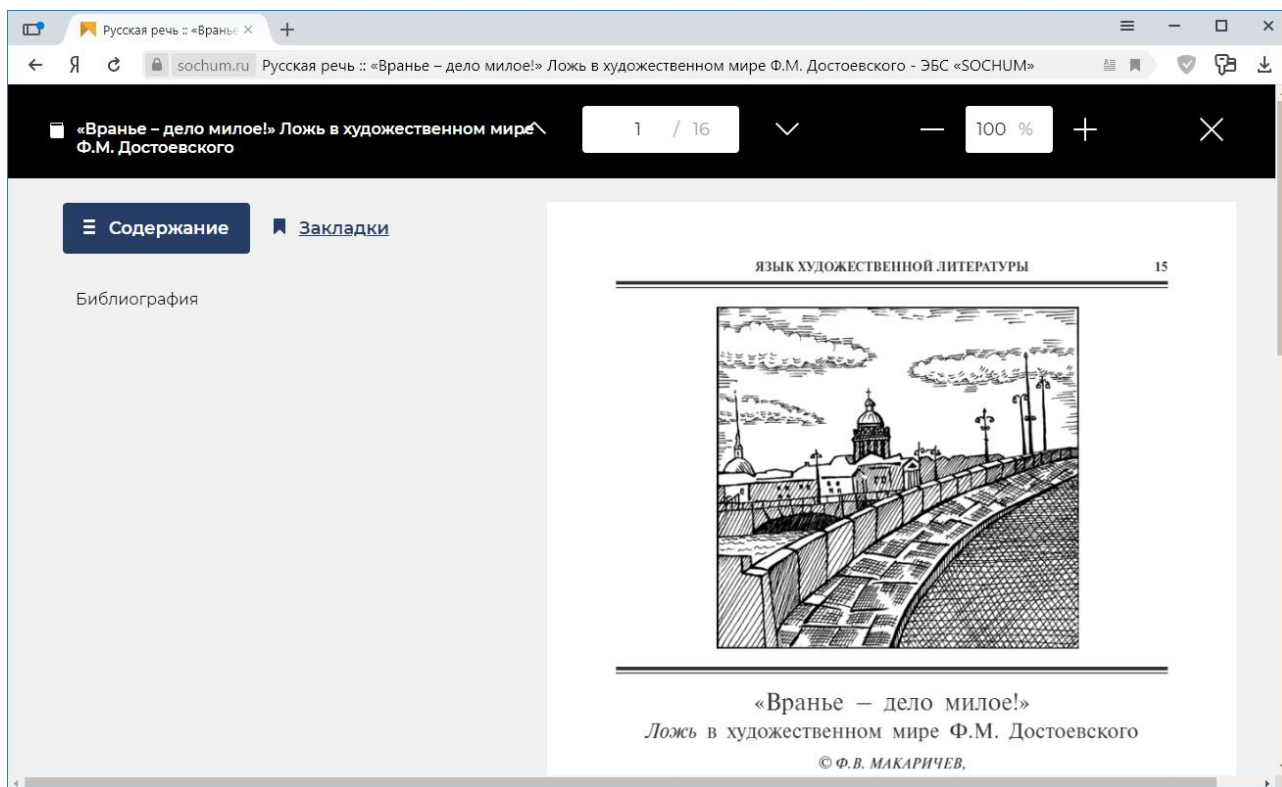 Русская речь :: «Вранье
sochum.ru Русская речь :: «Вранье – дело милое!» Ложь в художественном мире Ф.М. Достоевского - ЭБС «SOCHUM»
«Вранье – дело милое!» Ложь в художественном мире
Ф.М. Достоевского
1 / 16
100 %
Содержание
Закладки
Библиография
ЯЗЫК ХУДОЖЕСТВЕННОЙ ЛИТЕРАТУРЫ 15
«Вранье – дело милое!»
Ложь в художественном мире Ф.М. Достоевского
© Ф.В. МАКАРИЧЕВ,